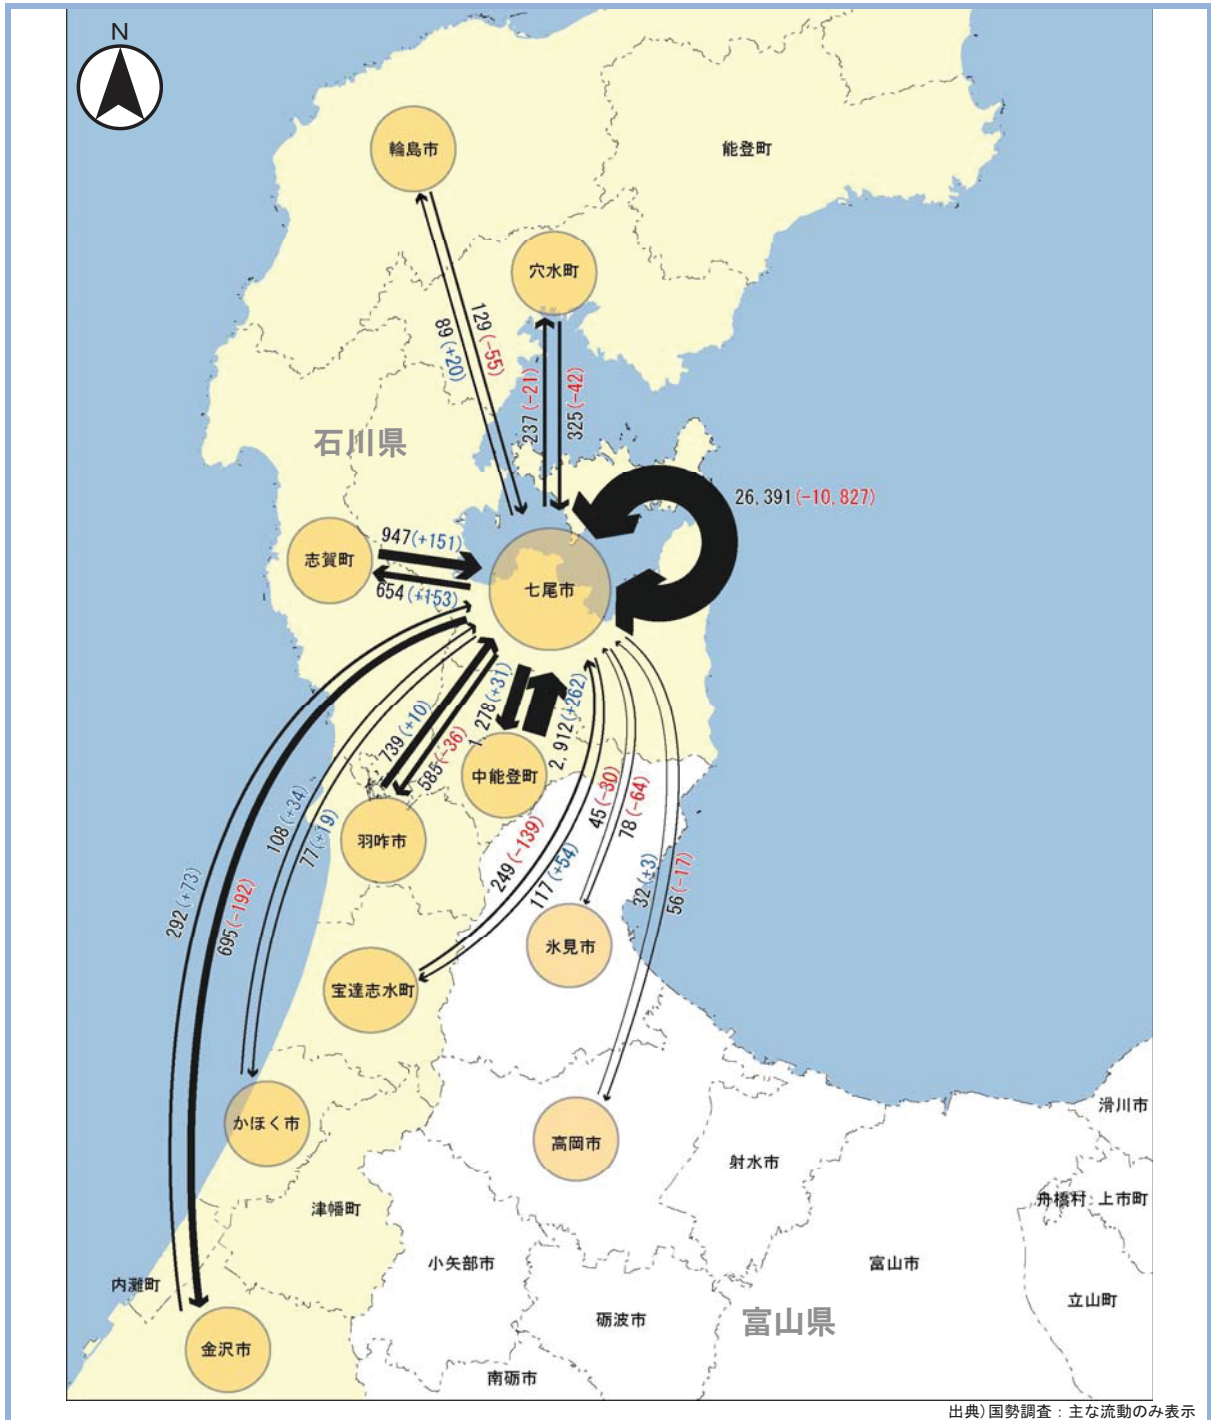 N
輪島市
能登町
穴水町
129(-55)
89(+20)
237(-21)
325(-42)
石川県
26,391(-10,827)
947(+151)
志賀町
654(+153)
七尾市
1,278(+31)
2,912(+262)
739(+10)
585(-36)
中能登町
羽咋市
108(+34)
77(+19)
292(+73)
695(-192)
249(-139)
117(+54)
45(-30)
78(-64)
32(±3)
56(-17)
氷見市
宝達志水町
かほく市
高岡市
滑川市
射水市
舟橋村
上市町
津幡町
小矢部市
富山市
内灘町
立山町
砺波市
富山県
金沢市
南砺市
出典)国勢調査：主な流動のみ表示